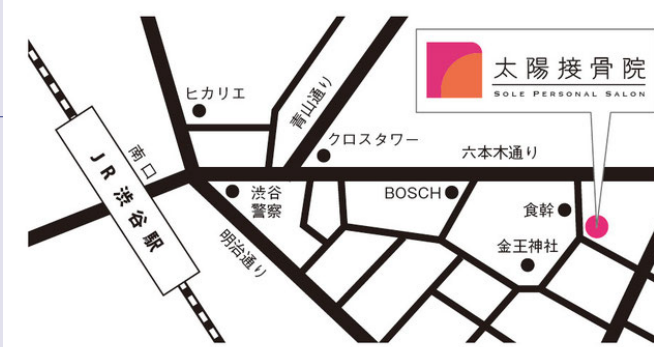 太陽接骨院
SOLE PERSONAL SALON
ヒカリエ
青山通り
クロスタワー
六本木通り
南口
JR渋谷駅
渋谷
警察
BOSCH
食幹
明治通り
金王神社